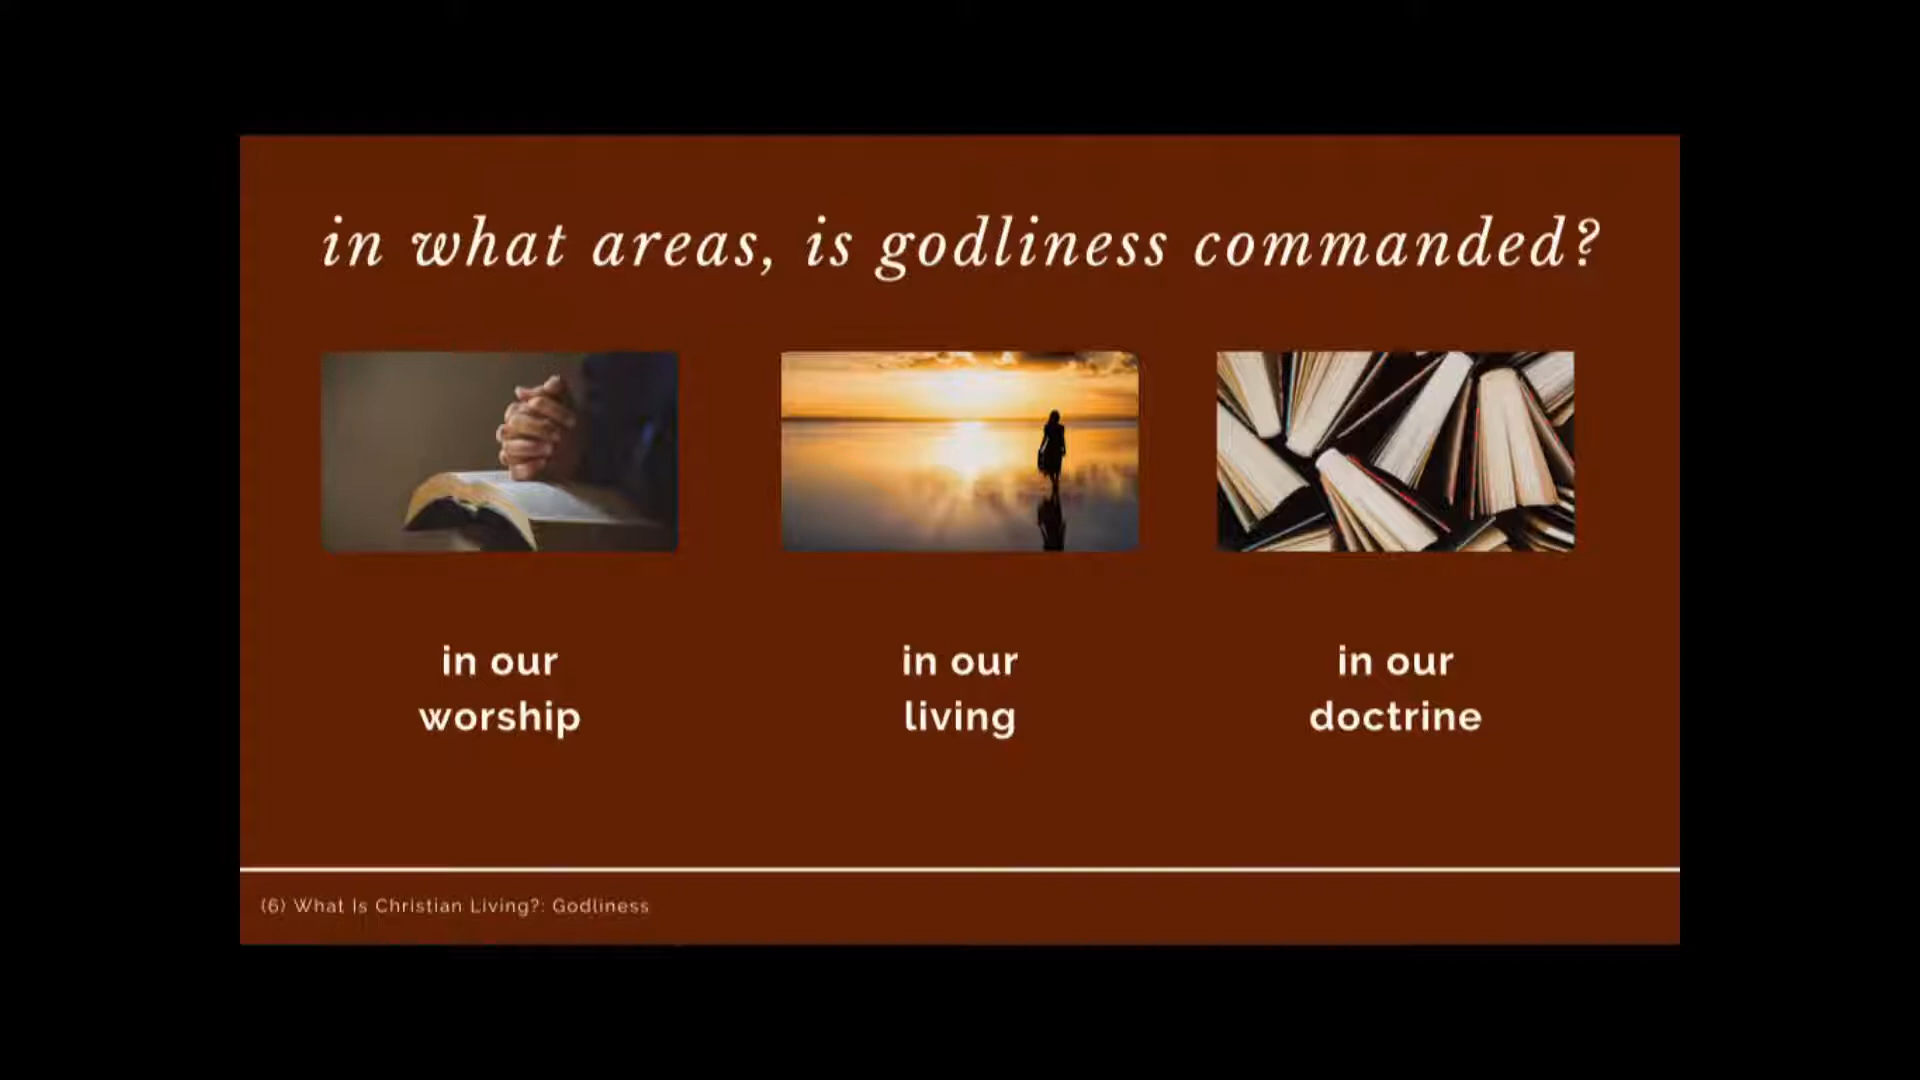 in what areas, is godliness commanded?
in our
worship
in our
living
in our
doctrine
(6) What Is Christian Living?: Godliness